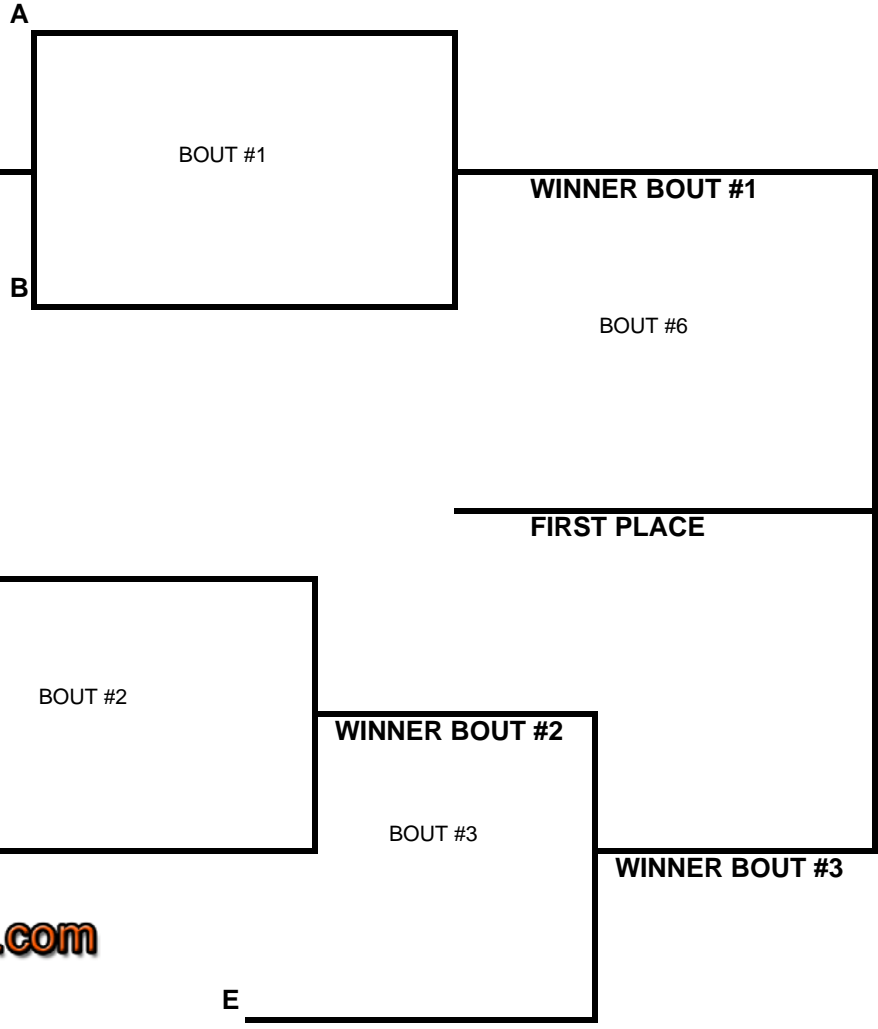 A
BOUT #1
WINNER BOUT #1
B
BOUT #6
FIRST PLACE
BOUT #2
WINNER BOUT #2
BOUT #3
WINNER BOUT #3
.com
E